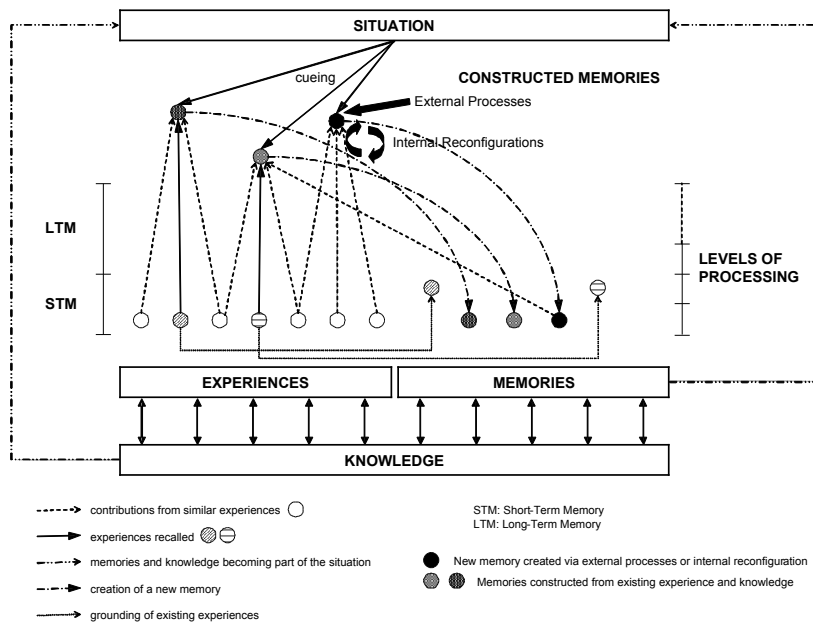 SITUATION
cueing
CONSTRUCTED MEMORIES
External Processes
Internal Reconfigurations
LTM
LEVELS OF
PROCESSING
STM
EXPERIENCES
MEMORIES
KNOWLEDGE
contributions from similar experiences
experiences recalled
memories and knowledge becoming part of the situation
creation of a new memory
grounding of existing experiences
STM: Short-Term Memory
LTM: Long-Term Memory
New memory created via external processes or internal reconfiguration
Memories constructed from existing experience and knowledge